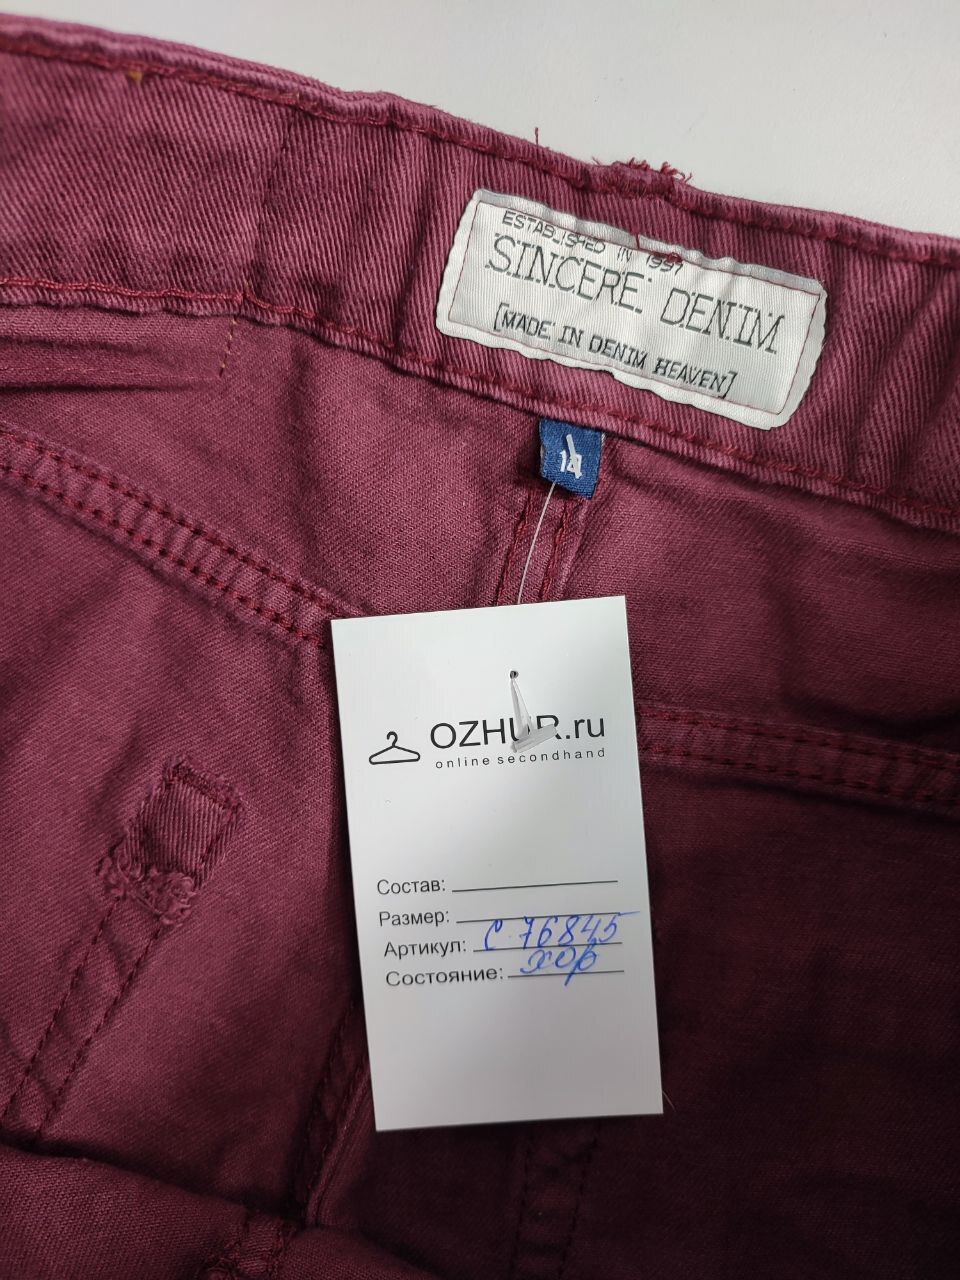 ESTABLISHED IN 1997
SINCERE DENIM
[MADE IN DENIM HEAVEN]
14
OZHUR.ru
online secondhand
Состав:
Размер:
Артикул: С 76845
Состояние: хор